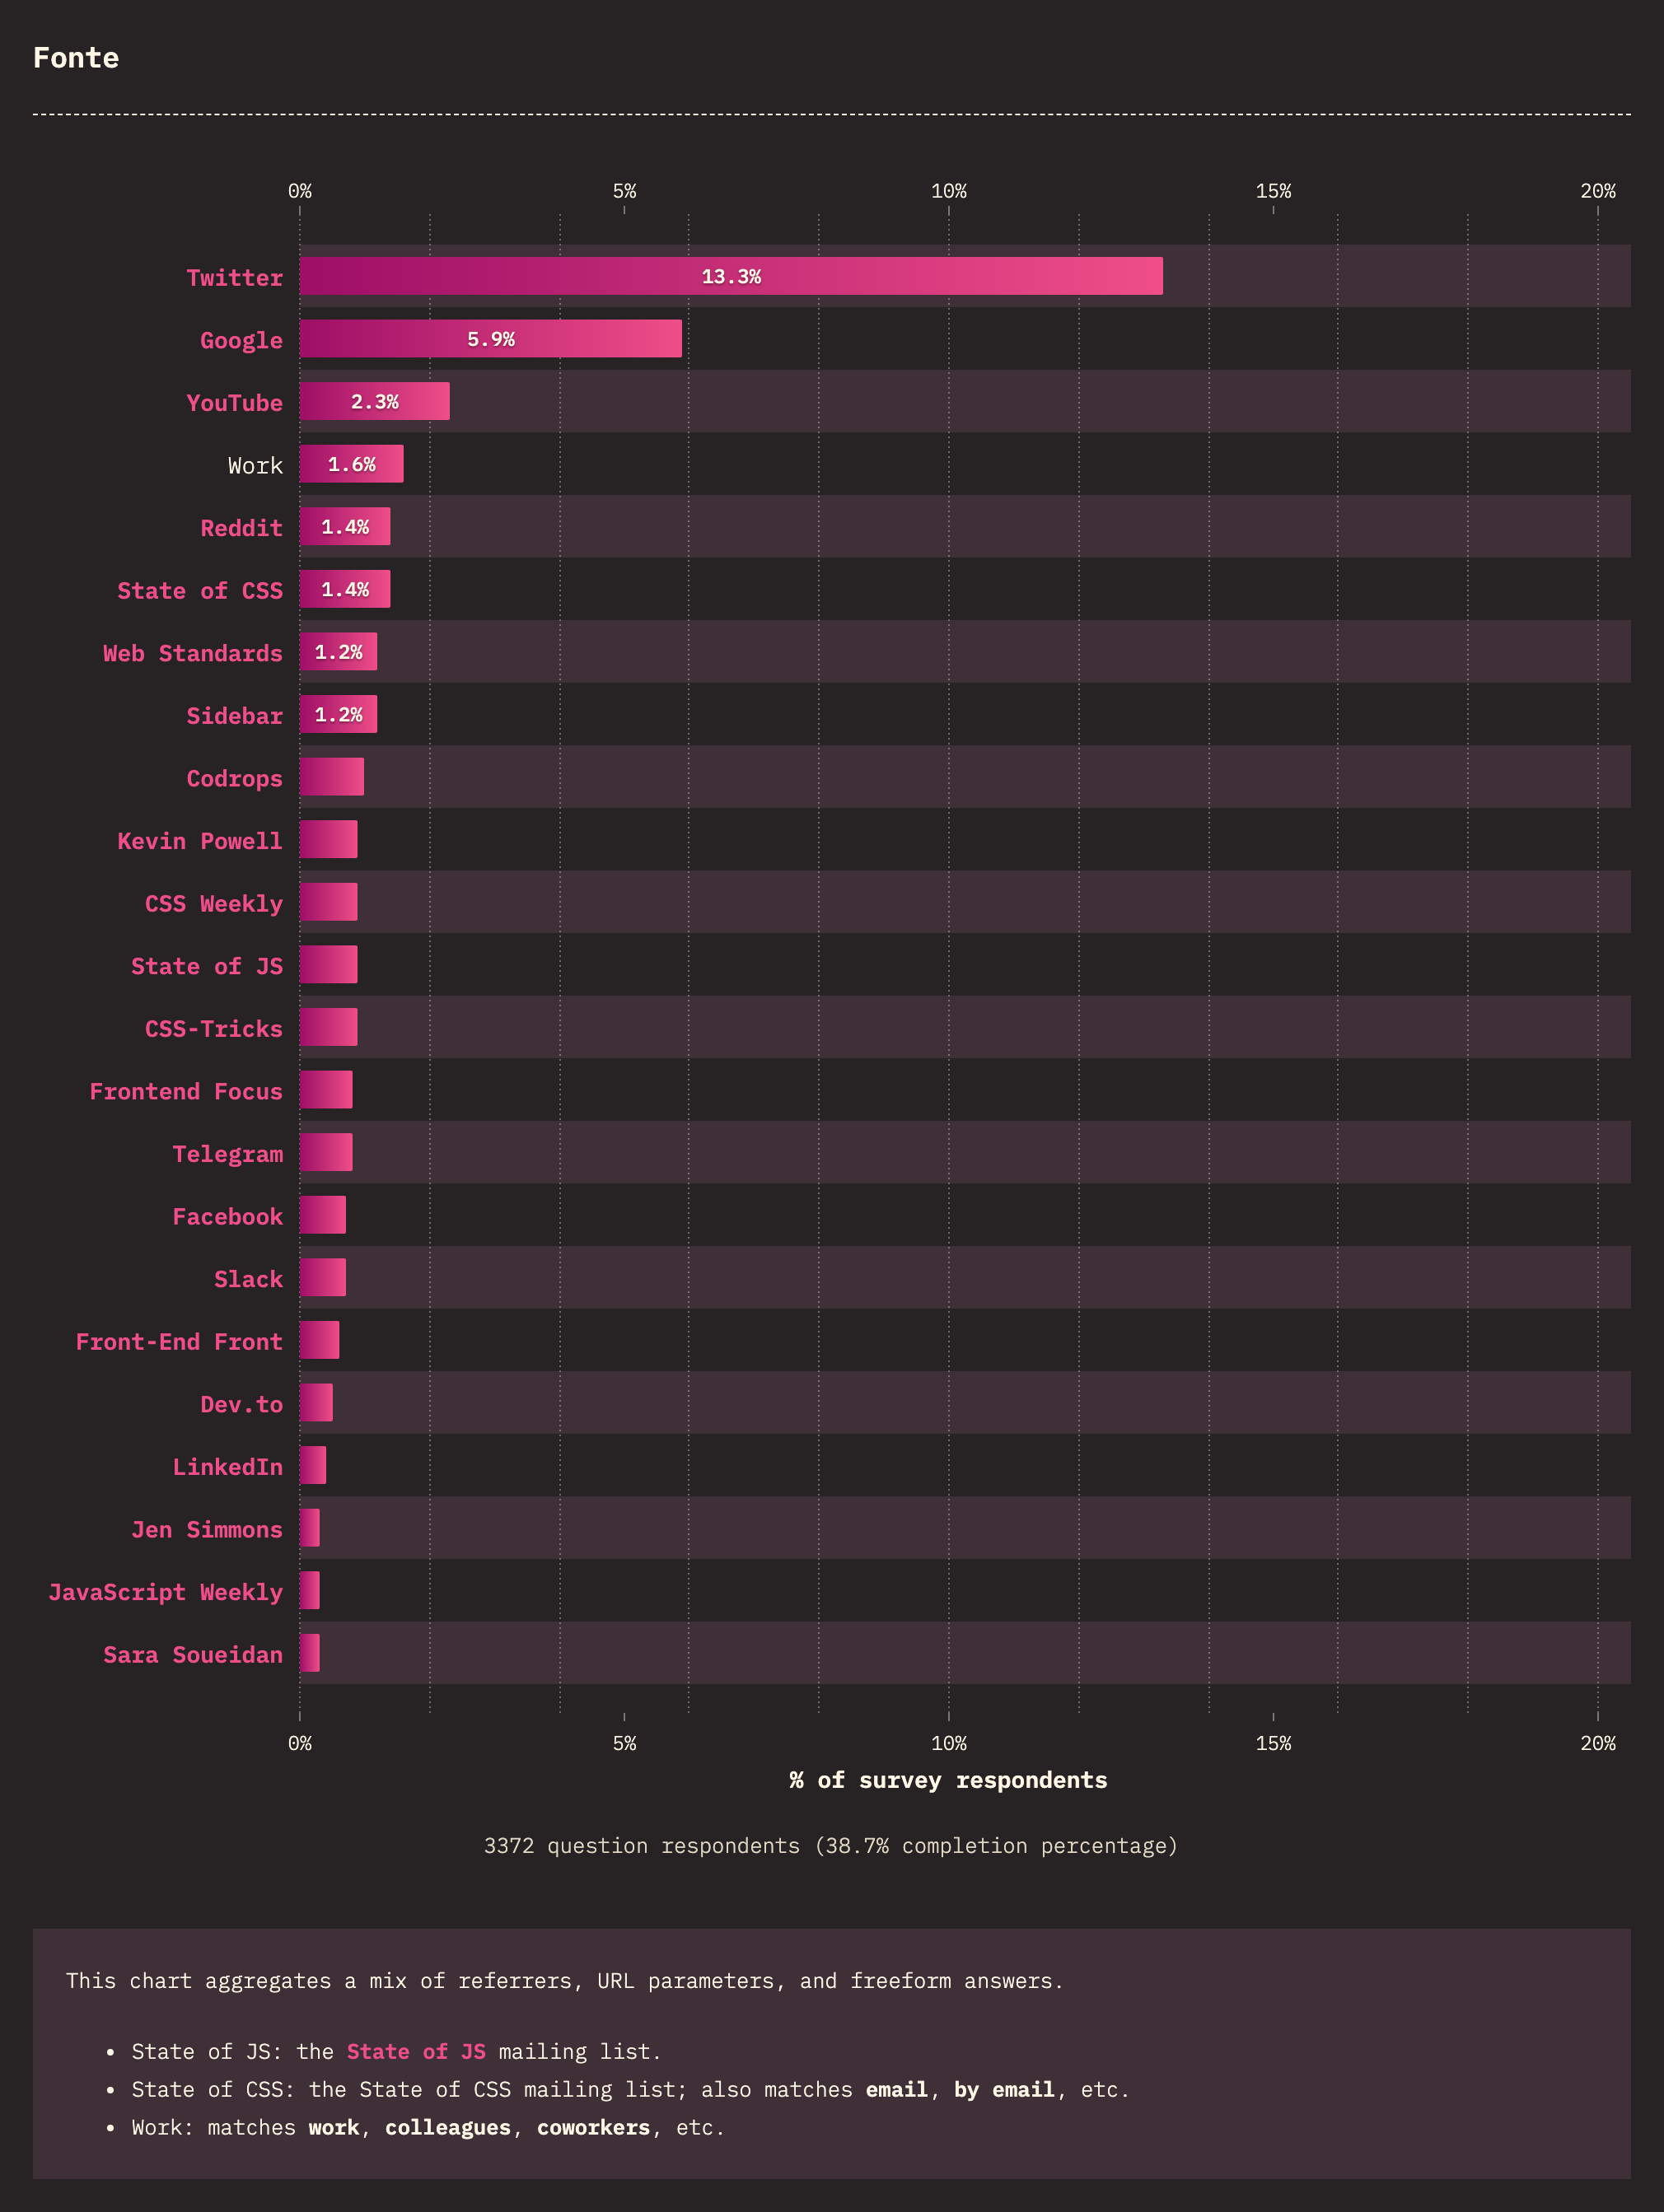 Fonte
0% 5% 10% 15% 20%
Twitter 13.3%
Google 5.9%
YouTube 2.3%
Work 1.6%
Reddit 1.4%
State of CSS 1.4%
Web Standards 1.2%
Sidebar 1.2%
Codrops
Kevin Powell
CSS Weekly
State of JS
CSS-Tricks
Frontend Focus
Telegram
Facebook
Slack
Front-End Front
Dev.to
LinkedIn
Jen Simmons
JavaScript Weekly
Sara Soueidan
0% 5% 10% 15% 20%
% of survey respondents
3372 question respondents (38.7% completion percentage)
This chart aggregates a mix of referrers, URL parameters, and freeform answers.
• State of JS: the State of JS mailing list.
• State of CSS: the State of CSS mailing list; also matches email, by email, etc.
• Work: matches work, colleagues, coworkers, etc.